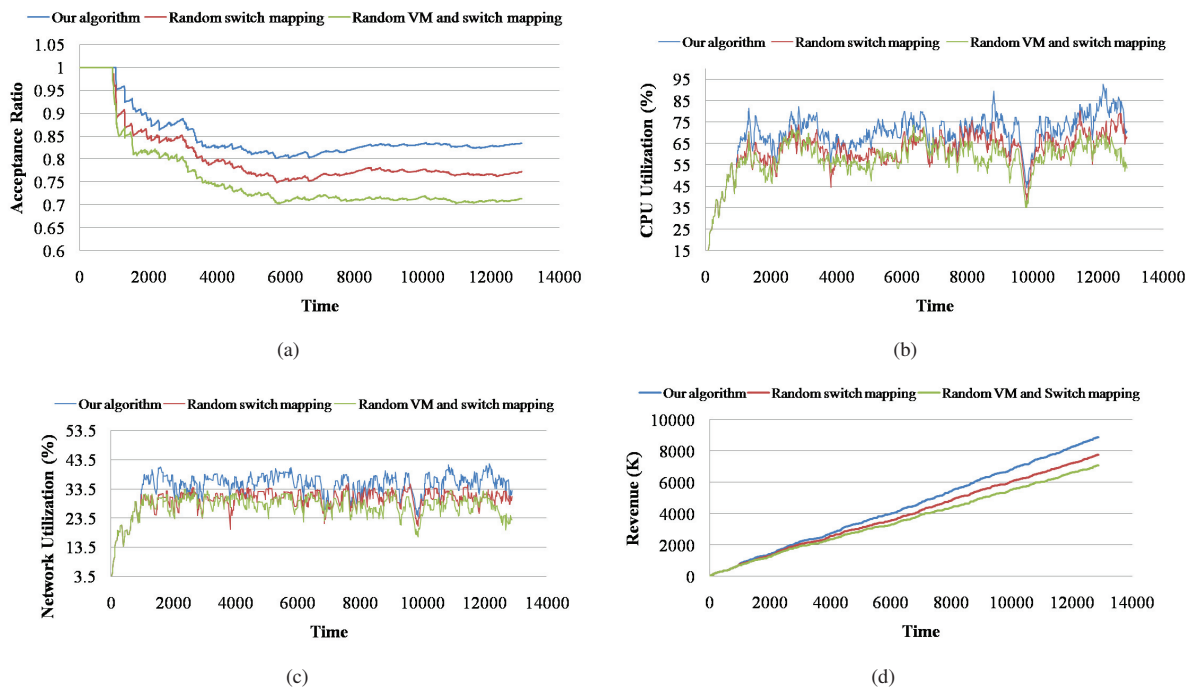 Our algorithm Random switch mapping Random VM and switch mapping
1.05
1
0.95
0.9
0.85
0.8
0.75
0.7
0.65
0.6
Acceptance Ratio
0 2000 4000 6000 8000 10000 12000 14000
Time
(a)
Our algorithm Random switch mapping Random VM and switch mapping
95
85
75
65
55
45
35
25
15
CPU Utilization (%)
0 2000 4000 6000 8000 10000 12000 14000
Time
(b)
Our algorithm Random switch mapping Random VM and switch mapping
53.5
43.5
33.5
23.5
13.5
3.5
Network Utilization (%)
0 2000 4000 6000 8000 10000 12000 14000
Time
(c)
Our algorithm Random switch mapping Random VM and Switch mapping
10000
8000
6000
4000
2000
0
Revenue (K)
0 2000 4000 6000 8000 10000 12000 14000
Time
(d)